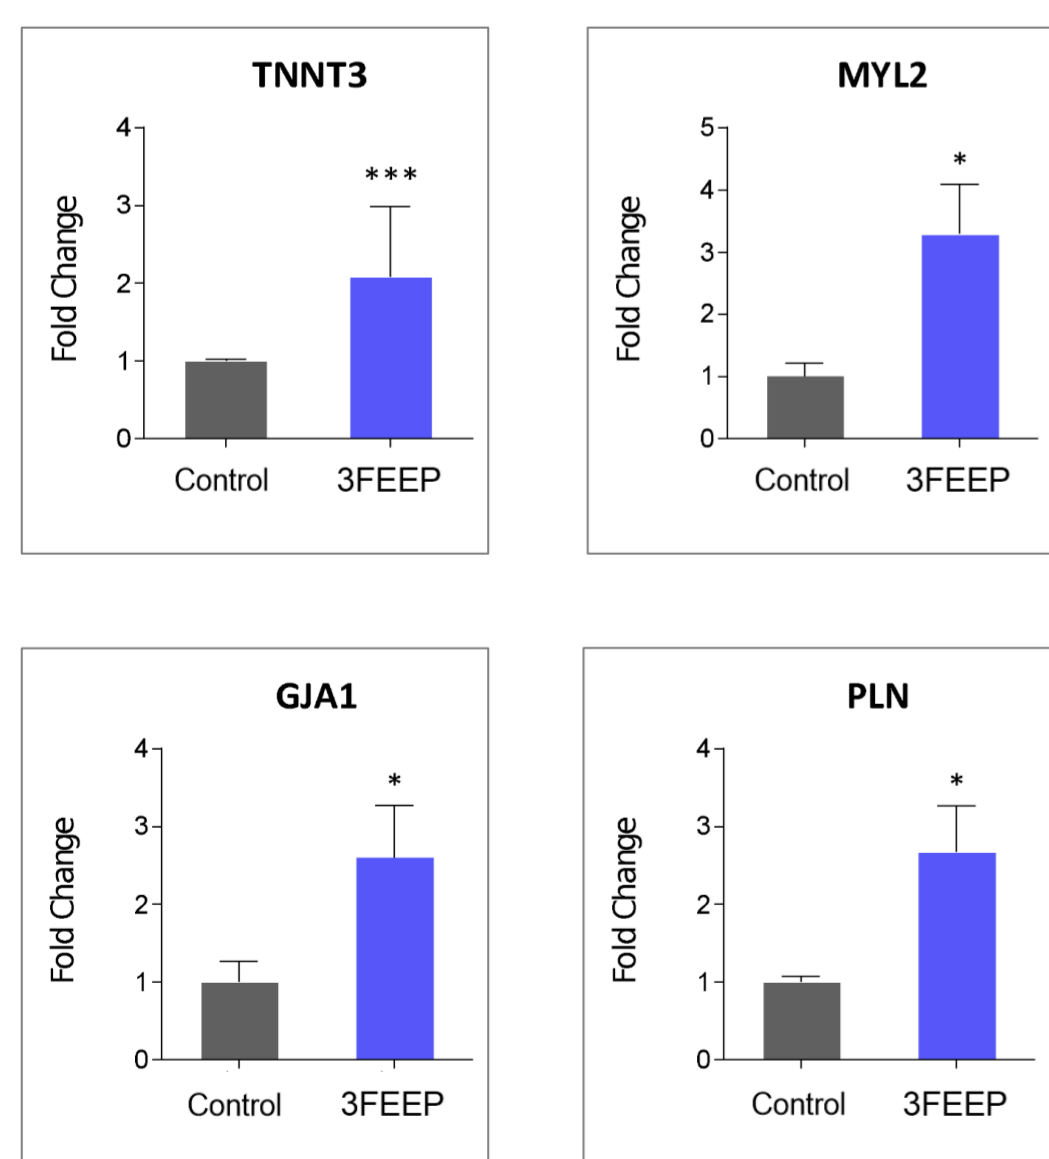 TNNT3
4
3
2
1
0
Fold Change
***
Control 3FEEP
MYL2
5
4
3
2
1
0
Fold Change
*
Control 3FEEP
GJA1
4
3
2
1
0
Fold Change
*
Control 3FEEP
PLN
4
3
2
1
0
Fold Change
*
Control 3FEEP